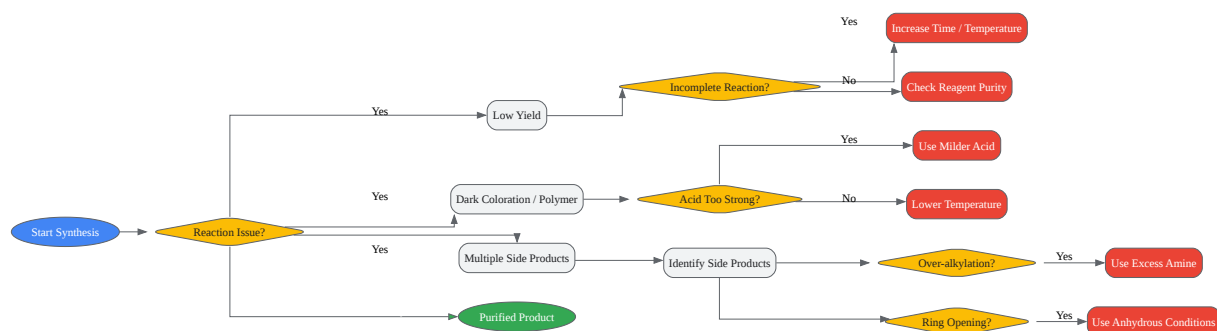 Yes
Increase Time / Temperature
Incomplete Reaction?
No
Check Reagent Purity
Yes
Low Yield
Yes
Use Milder Acid
Yes
Dark Coloration / Polymer
Acid Too Strong?
No
Lower Temperature
Start Synthesis
Reaction Issue?
Yes
Multiple Side Products
Identify Side Products
Over-alkylation?
Yes
Use Excess Amine
Purified Product
Ring Opening?
Yes
Use Anhydrous Conditions